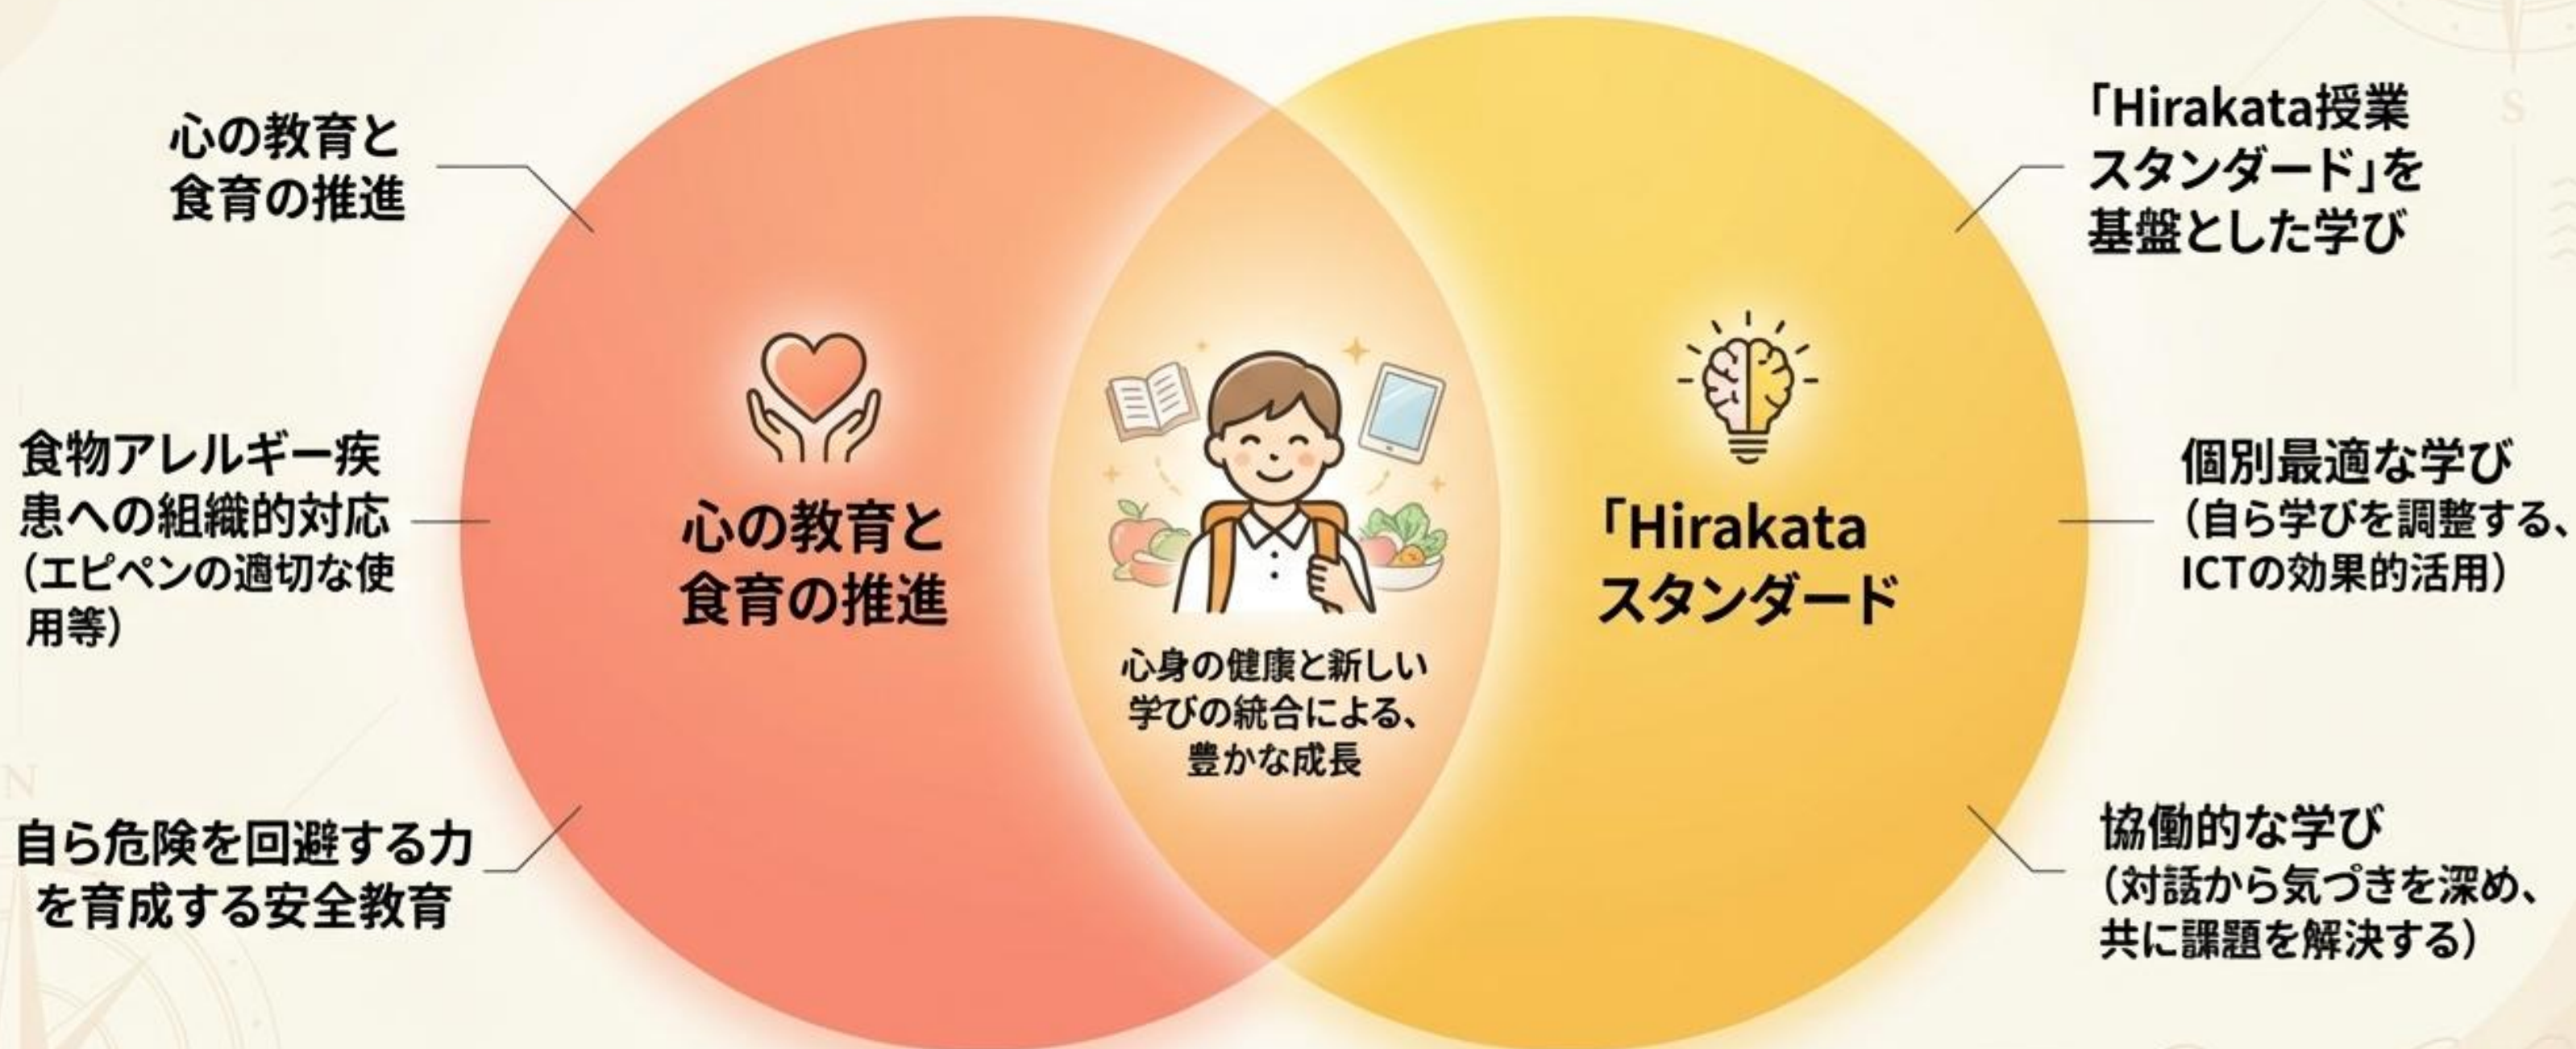 心の教育と
食育の推進
食物アレルギー疾
患への組織的対応
（エピペンの適切な使
用等）
自ら危険を回避する力
を育成する安全教育
心の教育と
食育の推進
心身の健康と新しい
学びの統合による、
豊かな成長
「Hirakata
スタンダード
「Hirakata授業
スタンダード」を
基盤とした学び
個別最適な学び
（自ら学びを調整する、
ICTの効果的活用）
協働的な学び
（対話から気づきを深め、
共に課題を解決する）
N
S